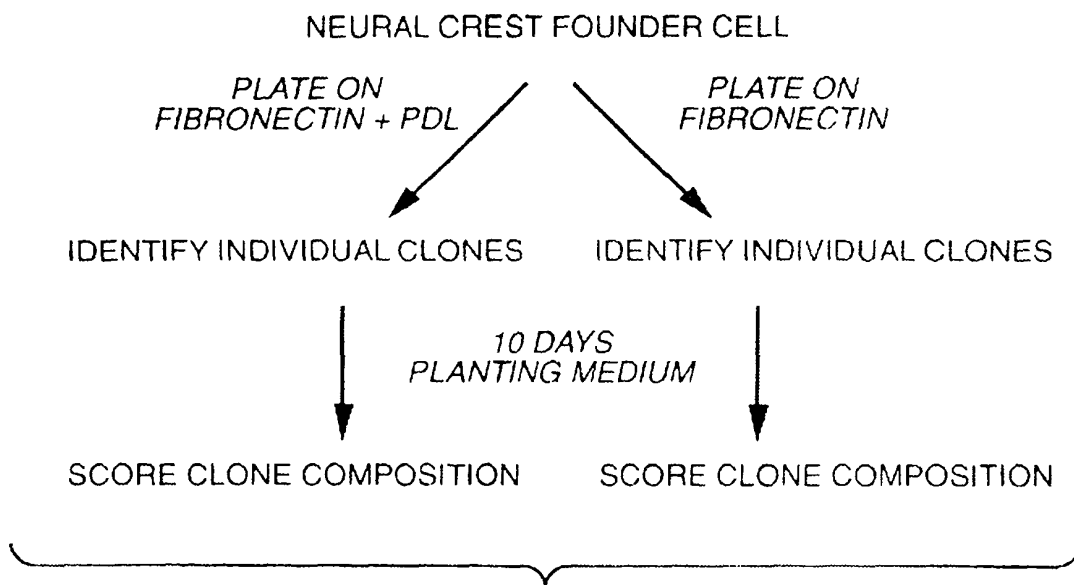 NEURAL CREST FOUNDER CELL
PLATE ON
FIBRONECTIN + PDL
PLATE ON
FIBRONECTIN
IDENTIFY INDIVIDUAL CLONES
IDENTIFY INDIVIDUAL CLONES
10 DAYS
PLANTING MEDIUM
SCORE CLONE COMPOSITION
SCORE CLONE COMPOSITION